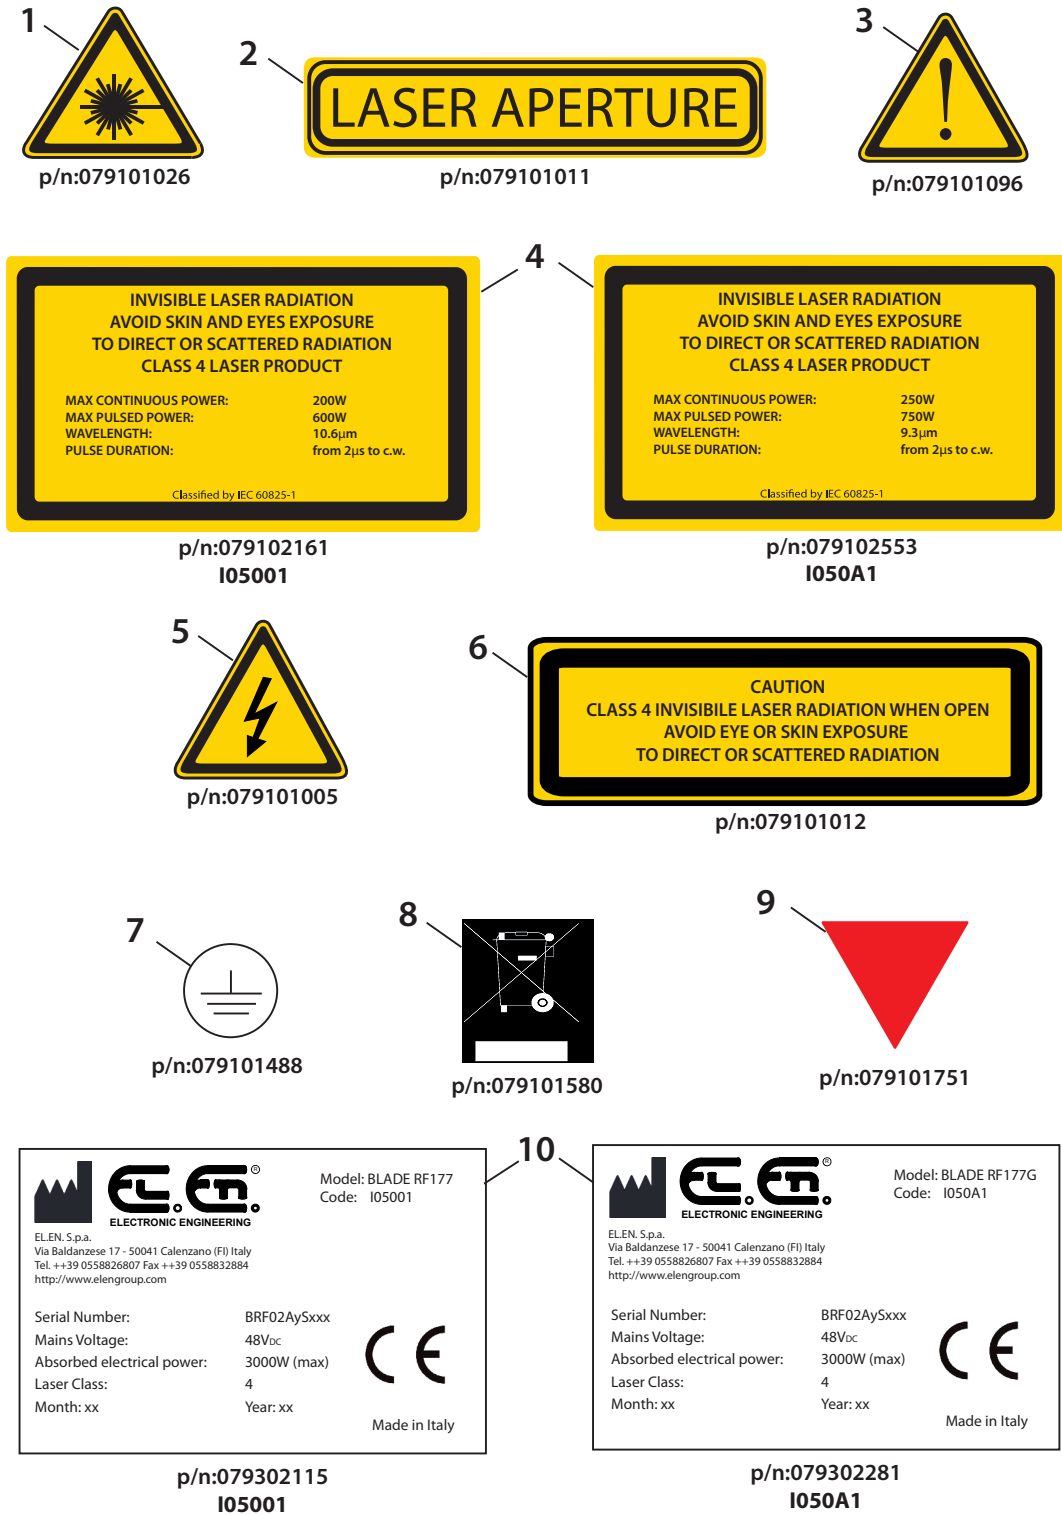 1
2
3
LASER APERTURE
p/n:079101026
p/n:079101011
p/n:079101096
4
INVISIBLE LASER RADIATION
AVOID SKIN AND EYES EXPOSURE
TO DIRECT OR SCATTERED RADIATION
CLASS 4 LASER PRODUCT
MAX CONTINUOUS POWER: 200W
MAX PULSED POWER: 600W
WAVELENGTH: 10.6µm
PULSE DURATION: from 2µs to c.w.
Classified by IEC 60825-1
p/n:079102161
I05001
INVISIBLE LASER RADIATION
AVOID SKIN AND EYES EXPOSURE
TO DIRECT OR SCATTERED RADIATION
CLASS 4 LASER PRODUCT
MAX CONTINUOUS POWER: 250W
MAX PULSED POWER: 750W
WAVELENGTH: 9.3µm
PULSE DURATION: from 2µs to c.w.
Classified by IEC 60825-1
p/n:079102553
I050A1
5
p/n:079101005
6
CAUTION
CLASS 4 INVISIBILE LASER RADIATION WHEN OPEN
AVOID EYE OR SKIN EXPOSURE
TO DIRECT OR SCATTERED RADIATION
p/n:079101012
7
p/n:079101488
8
p/n:079101580
9
p/n:079101751
10
EL.EN.®
ELECTRONIC ENGINEERING
Model: BLADE RF177
Code: I05001
EL.EN. S.p.a.
Via Baldanzese 17 - 50041 Calenzano (FI) Italy
Tel. ++39 0558826807 Fax ++39 0558832884
http://www.elengroup.com
Serial Number: BRF02AySxxx
Mains Voltage: 48VDC
Absorbed electrical power: 3000W (max)
Laser Class: 4
Month: xx Year: xx
CE
Made in Italy
p/n:079302115
I05001
EL.EN.®
ELECTRONIC ENGINEERING
Model: BLADE RF177G
Code: I050A1
EL.EN. S.p.a.
Via Baldanzese 17 - 50041 Calenzano (FI) Italy
Tel. ++39 0558826807 Fax ++39 0558832884
http://www.elengroup.com
Serial Number: BRF02AySxxx
Mains Voltage: 48VDC
Absorbed electrical power: 3000W (max)
Laser Class: 4
Month: xx Year: xx
CE
Made in Italy
p/n:079302281
I050A1